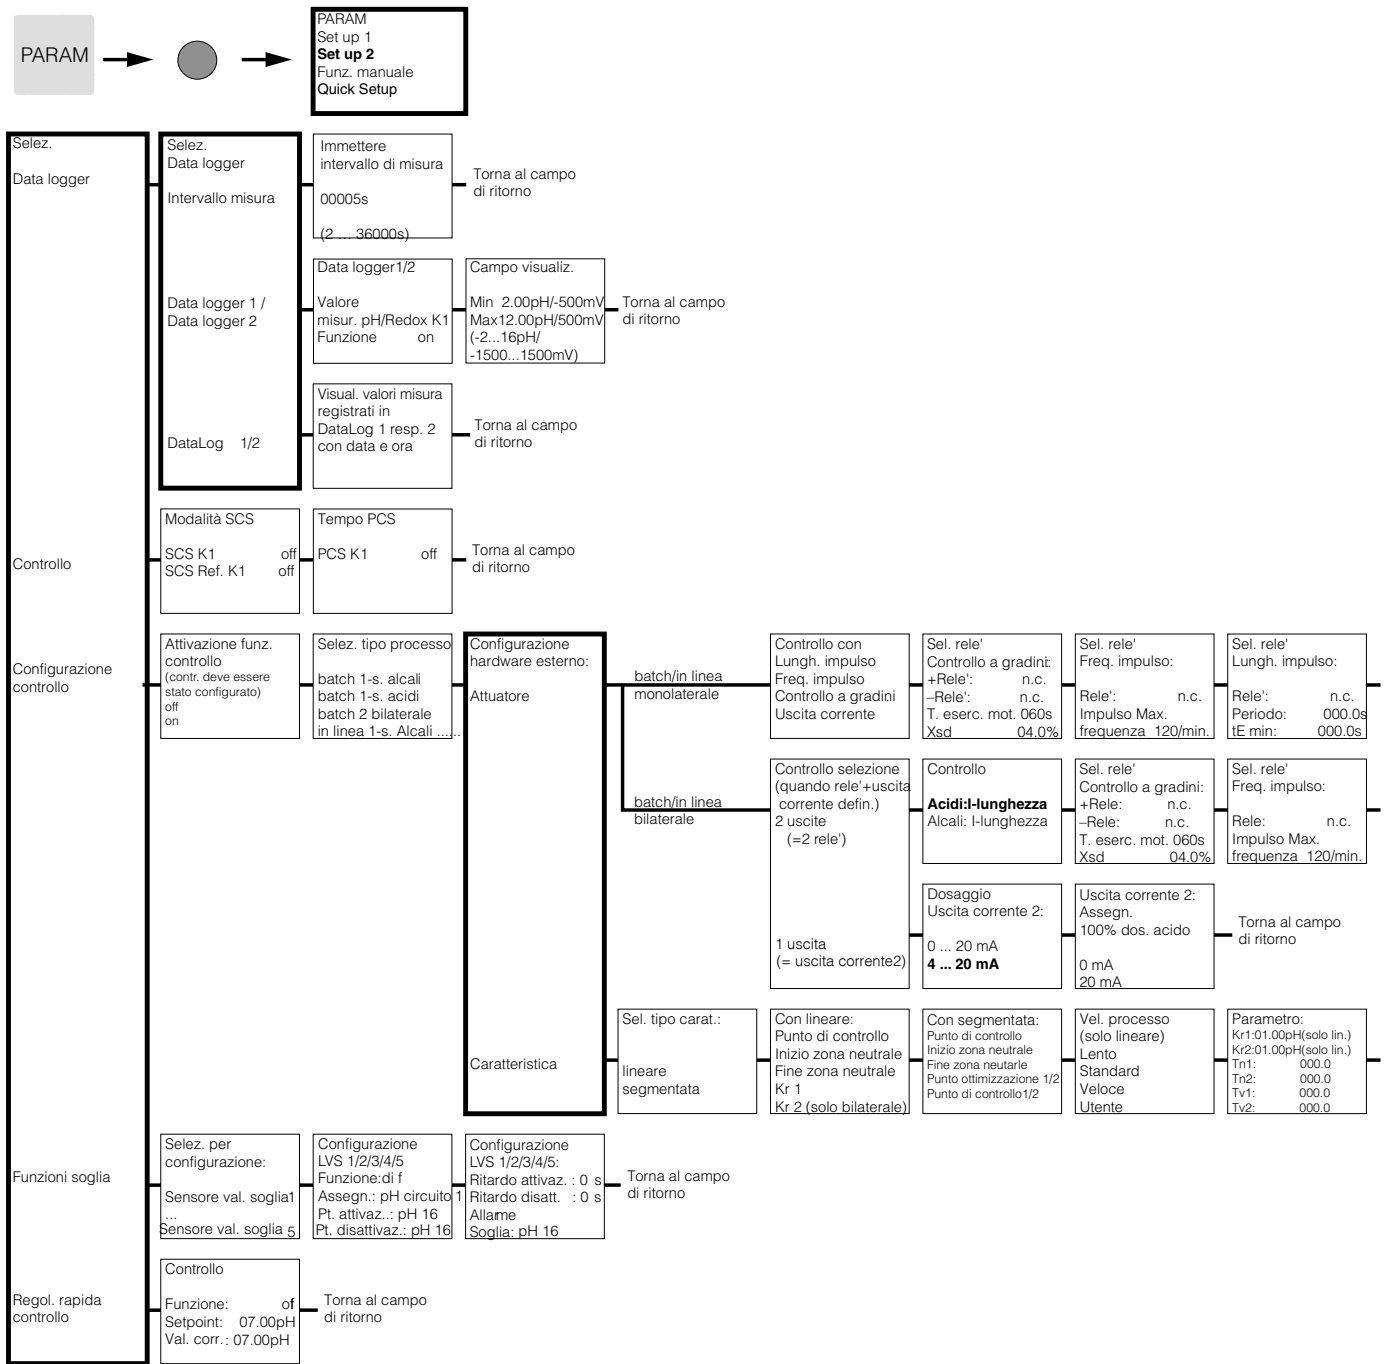 PARAM
PARAM
Set up 1
Set up 2
Funz. manuale
Quick Setup
Selez.
Data logger
Selez.
Data logger
Intervallo misura
Immettere
intervallo di misura
00005s
(2 ... 36000s)
Torna al campo
di ritorno
Data logger 1 /
Data logger 2
Data logger1/2
Valore
misur. pH/Redox K1
Funzione on
Campo visualiz.
Min 2.00pH/-500mV
Max12.00pH/500mV
(-2...16pH/
-1500...1500mV)
Torna al campo
di ritorno
DataLog 1/2
Visual. valori misura
registrati in
DataLog 1 resp. 2
con data e ora
Torna al campo
di ritorno
Controllo
Modalità SCS
SCS K1 off
SCS Ref. K1 off
Tempo PCS
PCS K1 off
Torna al campo
di ritorno
Configurazione
controllo
Attivazione funz.
controllo
(contr. deve essere
stato configurato)
off
on
Selez. tipo processo
batch 1-s. alcali
batch 1-s. acidi
batch 2 bilaterale
in linea 1-s. Alcali ......
Configurazione
hardware esterno:
Attuatore
batch/in linea
monolaterale
Controllo con
Lungh. impulso
Freq. impulso
Controllo a gradini
Uscita corrente
Sel. rele'
Controllo a gradini:
+Rele': n.c.
–Rele': n.c.
T. eserc. mot. 060s
Xsd 04.0%
Sel. rele'
Freq. impulso:
Rele': n.c.
Impulso Max.
frequenza 120/min.
Sel. rele'
Lungh. impulso:
Rele': n.c.
Periodo: 000.0s
tE min: 000.0s
batch/in linea
bilaterale
Controllo selezione
(quando rele'+uscita
corrente defin.)
2 uscite
(=2 rele')
1 uscita
(= uscita corrente2)
Controllo
Acidi:I-lunghezza
Alcali: I-lunghezza
Sel. rele'
Controllo a gradini:
+Rele: n.c.
–Rele: n.c.
T. eserc. mot. 060s
Xsd 04.0%
Sel. rele'
Freq. impulso:
Rele: n.c.
Impulso Max.
frequenza 120/min.
Dosaggio
Uscita corrente 2:
0 ... 20 mA
4 ... 20 mA
Uscita corrente 2:
Assegn.
100% dos. acido
0 mA
20 mA
Torna al campo
di ritorno
Caratteristica
Sel. tipo carat.:
lineare
segmentata
Con lineare:
Punto di controllo
Inizio zona neutrale
Fine zona neutrale
Kr 1
Kr 2 (solo bilaterale)
Con segmentata:
Punto di controllo
Inizio zona neutrale
Fine zona neutarle
Punto ottimizzazione 1/2
Punto di controllo1/2
Vel. processo
(solo lineare)
Lento
Standard
Veloce
Utente
Parametro:
Kr1:01.00pH(solo lin.)
Kr2:01.00pH(solo lin.)
Tn1: 000.0
Tn2: 000.0
Tv1: 000.0
Tv2: 000.0
Funzioni soglia
Selez. per
configurazione:
Sensore val. soglia1
...
Sensore val. soglia 5
Configurazione
LVS 1/2/3/4/5
Funzione:di f
Assegn.: pH circuito 1
Pt. attivaz..: pH 16
Pt. disattivaz.: pH 16
Configurazione
LVS 1/2/3/4/5:
Ritardo attivaz. : 0 s
Ritardo disatt. : 0 s
Allarme
Soglia: pH 16
Torna al campo
di ritorno
Regol. rapida
controllo
Controllo
Funzione: of
Setpoint: 07.00pH
Val. corr.: 07.00pH
Torna al campo
di ritorno